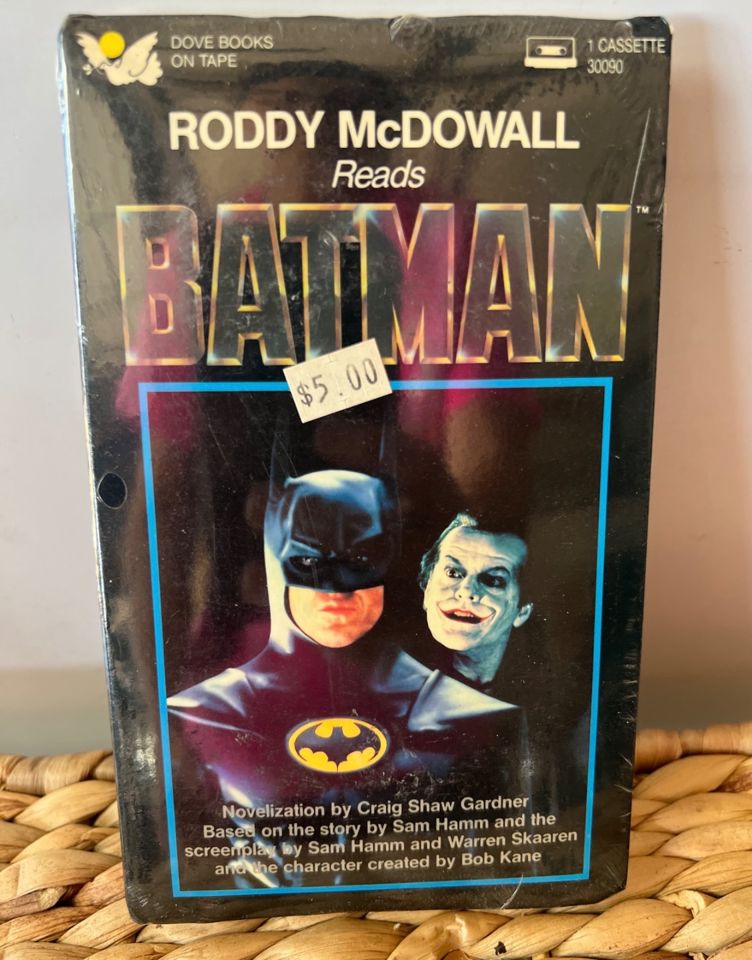 DOVE BOOKS
ON TAPE
1 CASSETTE
30090
RODDY McDOWALL
Reads
BATMAN™
$5.00
Novelization by Craig Shaw Gardner
Based on the story by Sam Hamm and the
screenplay by Sam Hamm and Warren Skaaren
and the character created by Bob Kane